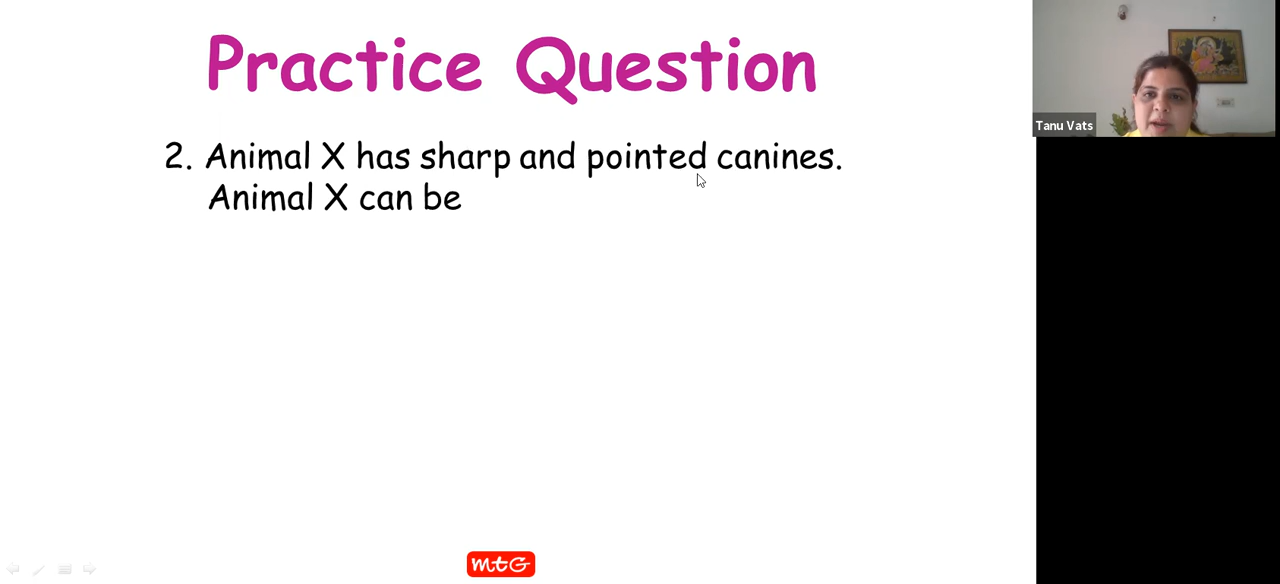 Practice Question
2. Animal X has sharp and pointed canines.
Animal X can be
Tanu Vats
mtG